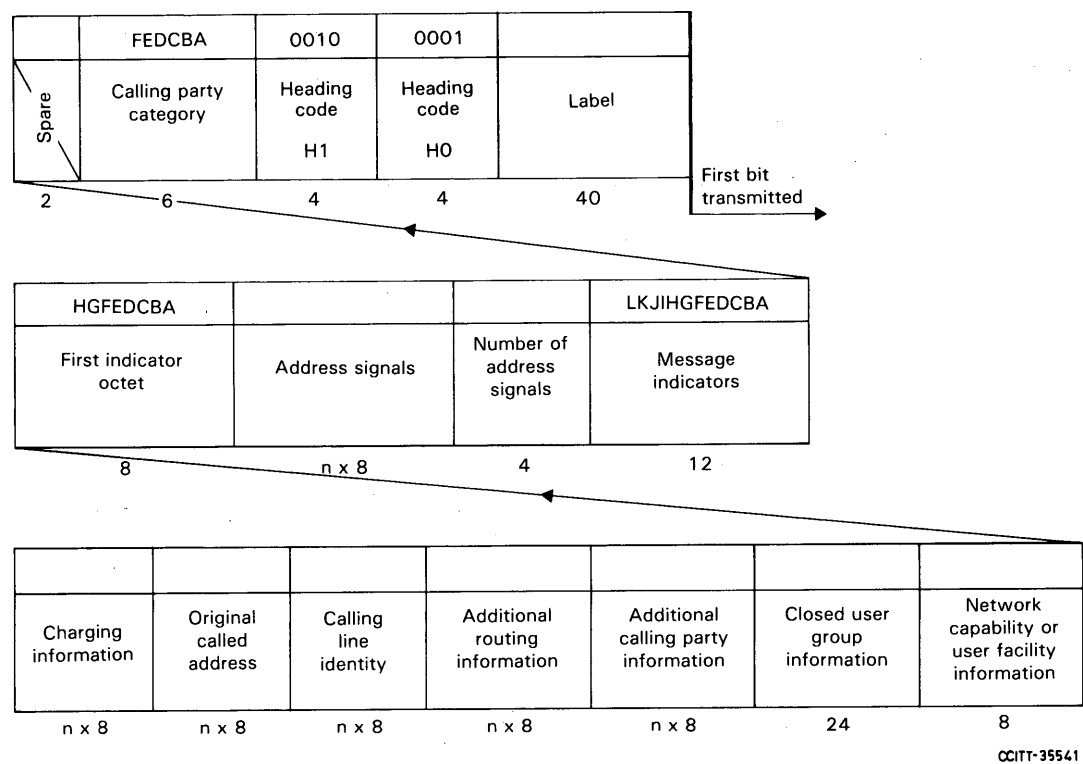 FEDCBA 0010 0001
Spare
Calling party
category
Heading
code
H1
Heading
code
H0
Label
First bit
transmitted
2 6 4 4 40
HGFEDCBA LKJIHGFEDCBA
First indicator
octet
Address signals
Number of
address
signals
Message
indicators
8 n x 8 4 12
Charging
information
Original
called
address
Calling
line
identity
Additional
routing
information
Additional
calling party
information
Closed user
group
information
Network
capability or
user facility
information
n x 8 n x 8 n x 8 n x 8 n x 8 24 8
CCITT-35541